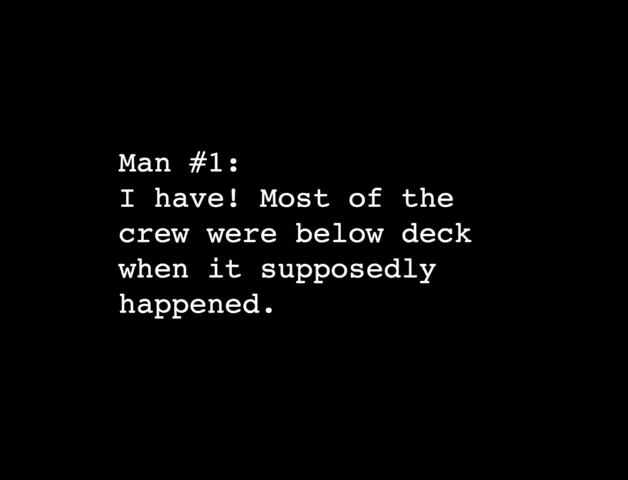 Man #1:
I have! Most of the
crew were below deck
when it supposedly
happened.